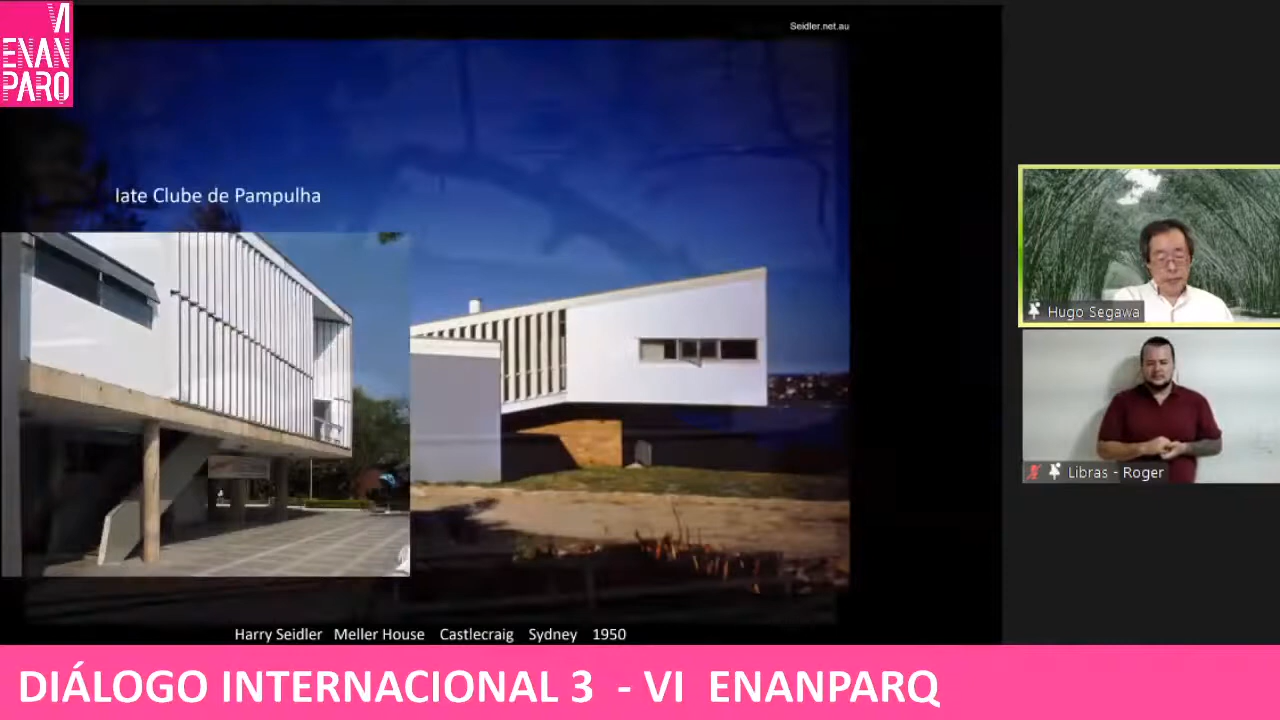 VI
ENAN
PARQ
Seidler.net.au
Iate Clube de Pampulha
Hugo Segawa
Libras - Roger
Harry Seidler Meller House Castlecraig Sydney 1950
DIÁLOGO INTERNACIONAL 3 - VI ENANPARQ